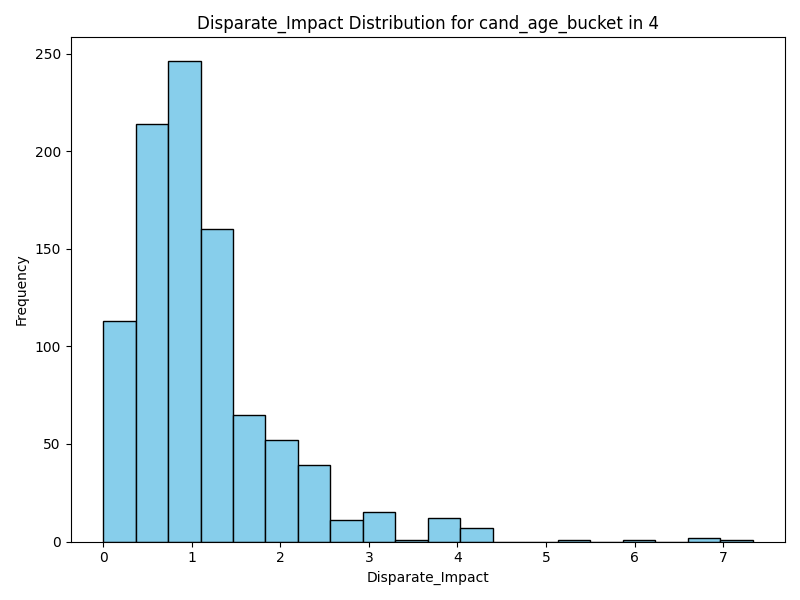 Disparate_Impact Distribution for cand_age_bucket in 4
250
200
150
100
50
0
Frequency
0 1 2 3 4 5 6 7
Disparate_Impact